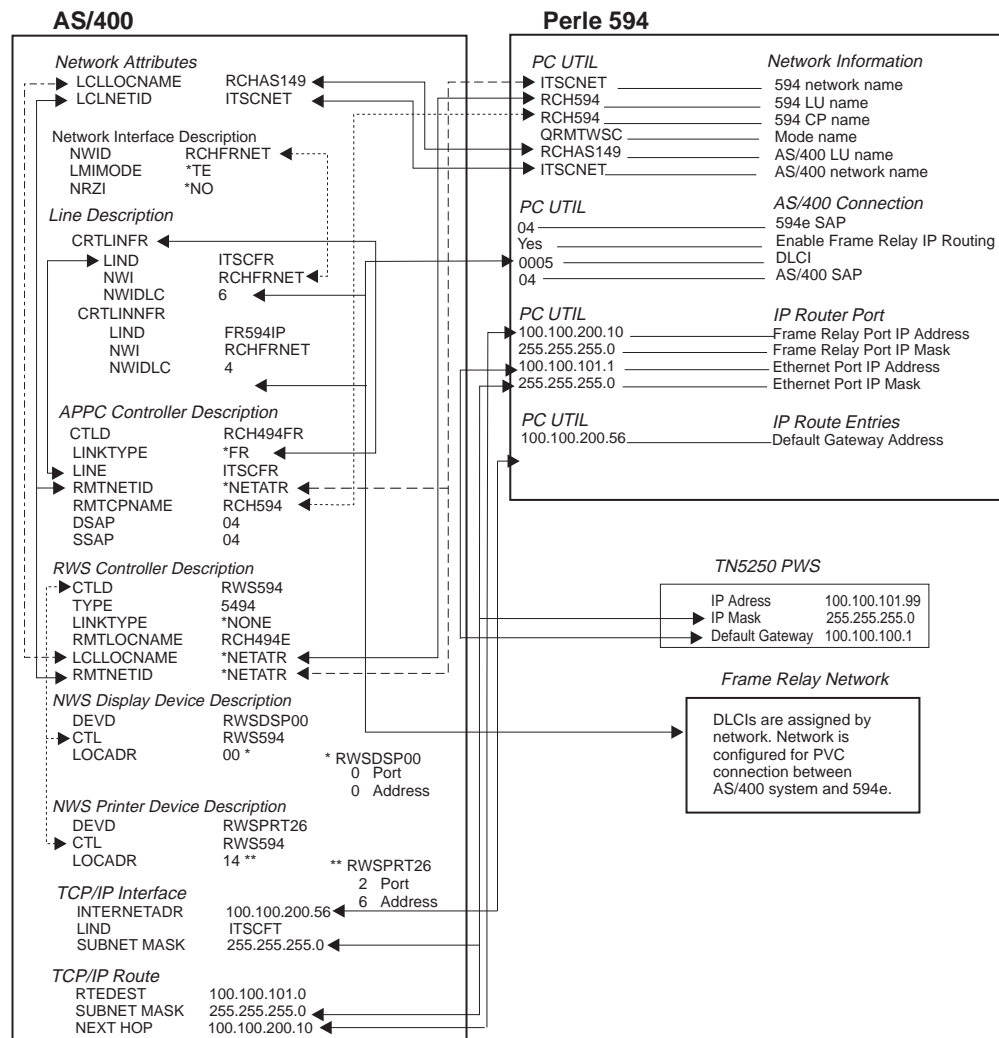 AS/400
Network Attributes
LCLLOCNAME RCHAS149
LCLNETID ITSCNET
Network Interface Description
NWID RCHFRNET
LMIMODE *TE
NRZI *NO
Line Description
CRTLINFR
LIND ITSCFR
NWI RCHFRNET
NWIDLC 6
CRTLINNFR
LIND FR594IP
NWI RCHFRNET
NWIDLC 4
APPC Controller Description
CTLD RCH494FR
LINKTYPE *FR
LINE ITSCFR
RMTNETID *NETATR
RMTCPNAME RCH594
DSAP 04
SSAP 04
RWS Controller Description
CTLD RWS594
TYPE 5494
LINKTYPE *NONE
RMTLOCNAME RCH494E
LCLLOCNAME *NETATR
RMTNETID *NETATR
NWS Display Device Description
DEVD RWSDSP00
CTL RWS594
LOCADR 00 *
* RWSDSP00
0 Port
0 Address
NWS Printer Device Description
DEVD RWSPRT26
CTL RWS594
LOCADR 14 **
** RWSPRT26
2 Port
6 Address
TCP/IP Interface
INTERNETADR 100.100.200.56
LIND ITSCFT
SUBNET MASK 255.255.255.0
TCP/IP Route
RTEDEST 100.100.101.0
SUBNET MASK 255.255.255.0
NEXT HOP 100.100.200.10
Perle 594
PC UTIL Network Information
ITSCNET 594 network name
RCH594 594 LU name
RCH594 594 CP name
QRMTWSC Mode name
RCHAS149 AS/400 LU name
ITSCNET AS/400 network name
PC UTIL AS/400 Connection
04 594e SAP
Yes Enable Frame Relay IP Routing
0005 DLCI
04 AS/400 SAP
PC UTIL IP Router Port
100.100.200.10 Frame Relay Port IP Address
255.255.255.0 Frame Relay Port IP Mask
100.100.101.1 Ethernet Port IP Address
255.255.255.0 Ethernet Port IP Mask
PC UTIL IP Route Entries
100.100.200.56 Default Gateway Address
TN5250 PWS
IP Adress 100.100.101.99
IP Mask 255.255.255.0
Default Gateway 100.100.100.1
Frame Relay Network
DLCIs are assigned by
network. Network is
configured for PVC
connection between
AS/400 system and 594e.